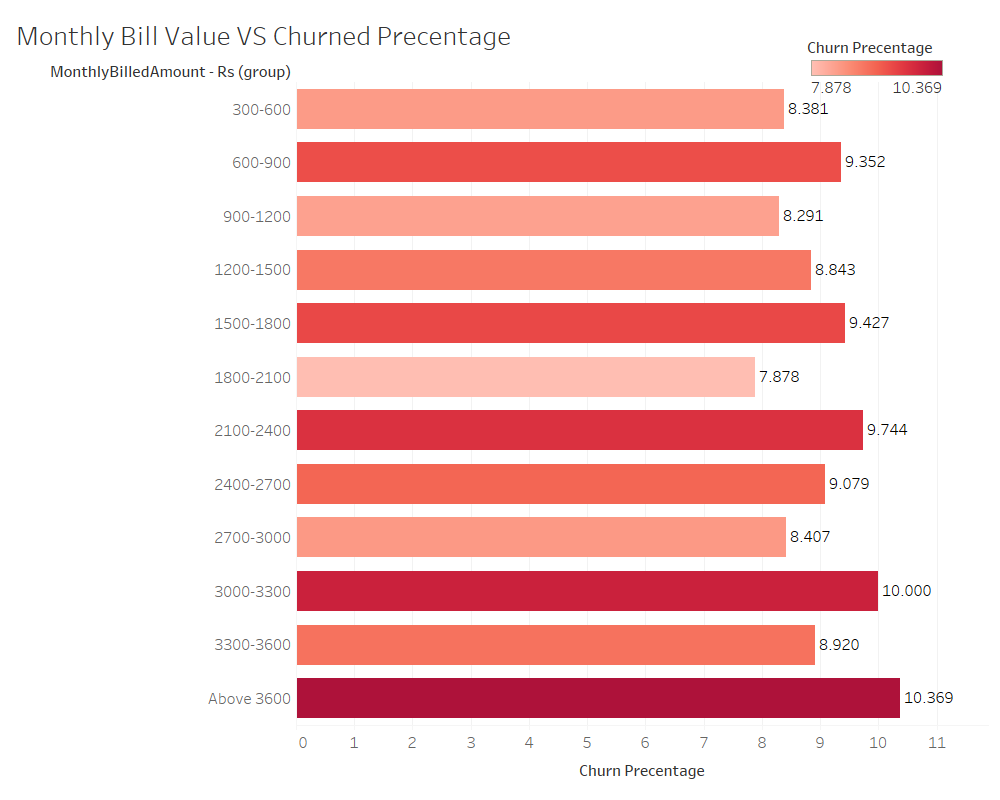 Monthly Bill Value VS Churned Precentage
Churn Precentage
7.878 10.369
MonthlyBilledAmount - Rs (group)
300-600 8.381
600-900 9.352
900-1200 8.291
1200-1500 8.843
1500-1800 9.427
1800-2100 7.878
2100-2400 9.744
2400-2700 9.079
2700-3000 8.407
3000-3300 10.000
3300-3600 8.920
Above 3600 10.369
0 1 2 3 4 5 6 7 8 9 10 11
Churn Precentage